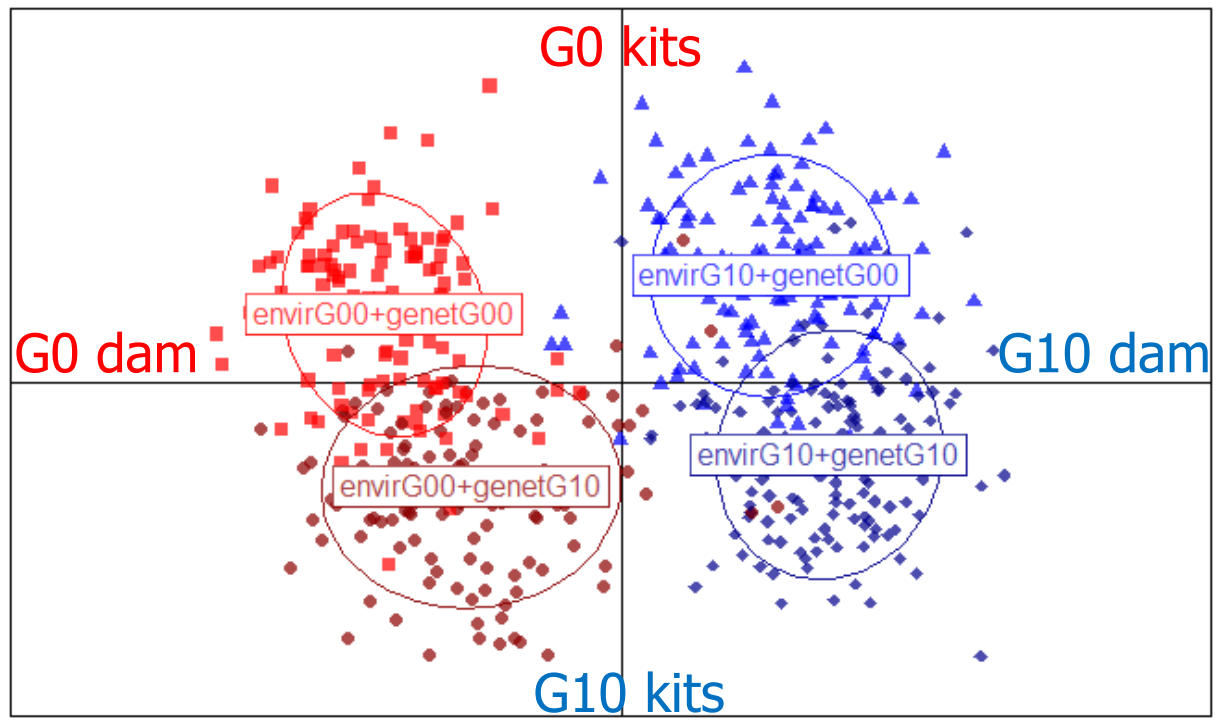 G0 kits
envirG10+genetG00
envirG00+genetG00
G0 dam
G10 dam
envirG10+genetG10
envirG00+genetG10
G10 kits